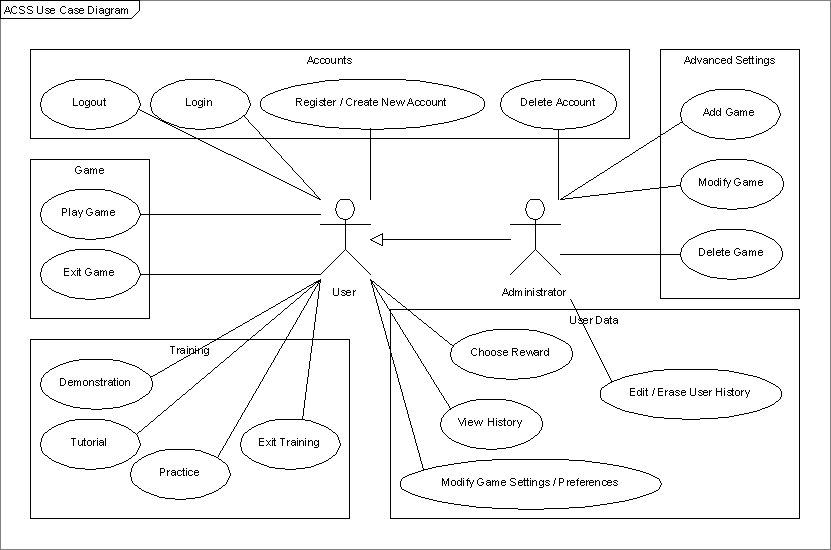 ACSS Use Case Diagram
Accounts
Logout
Login
Register / Create New Account
Delete Account
Advanced Settings
Add Game
Modify Game
Delete Game
Game
Play Game
Exit Game
User
Administrator
Training
Demonstration
Tutorial
Practice
Exit Training
User Data
Choose Reward
View History
Edit / Erase User History
Modify Game Settings / Preferences